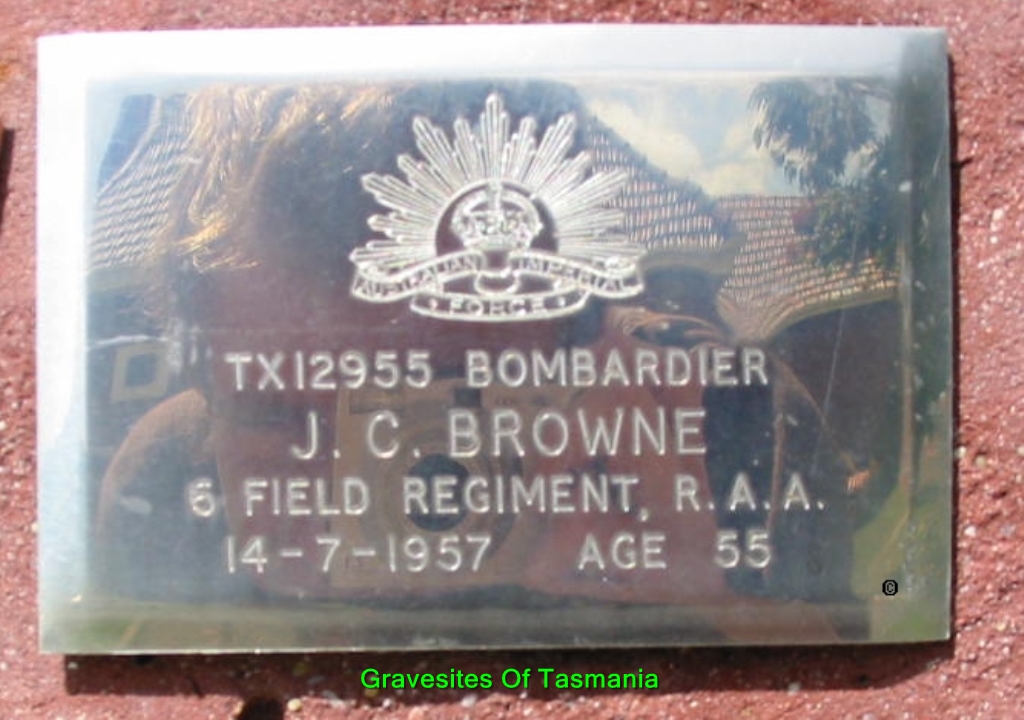 AUSTRALIAN IMPERIAL
FORCE
TX12955 BOMBARDIER
J. C. BROWNE
6 FIELD REGIMENT, R.A.A.
14-7-1957 AGE 55
©
Gravesites Of Tasmania